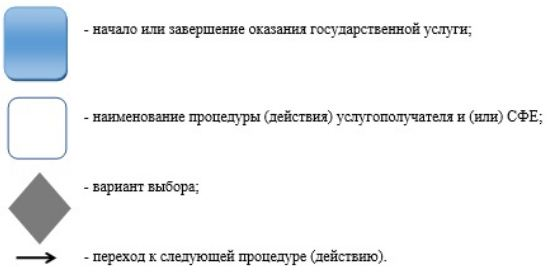 - начало или завершение оказания государственной услуги;
- наименование процедуры (действия) услугополучателя и (или) СФЕ;
- вариант выбора;
- переход к следующей процедуре (действию).